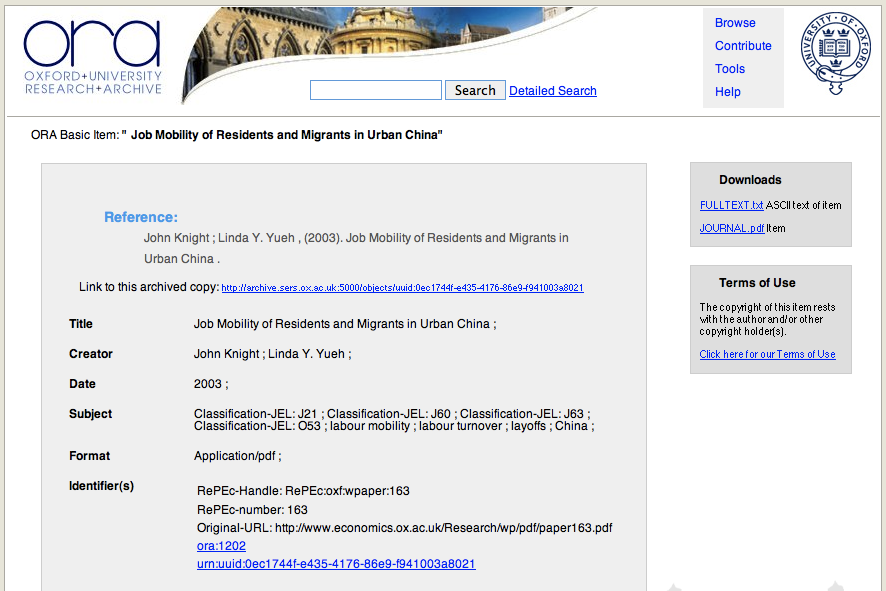 ora
OXFORD+UNIVERSITY
RESEARCH+ARCHIVE
Search
Detailed Search
Browse
Contribute
Tools
Help
UNIVERSITY·OF·OXFORD
ORA Basic Item: " Job Mobility of Residents and Migrants in Urban China"
Reference:
John Knight ; Linda Y. Yueh , (2003). Job Mobility of Residents and Migrants in
Urban China .
Link to this archived copy: http://archive.sers.ox.ac.uk:5000/objects/uuid:0ec1744f-e435-4176-86e9-f941003a8021
Title Job Mobility of Residents and Migrants in Urban China ;
Creator John Knight ; Linda Y. Yueh ;
Date 2003 ;
Subject Classification-JEL: J21 ; Classification-JEL: J60 ; Classification-JEL: J63 ;
Classification-JEL: O53 ; labour mobility ; labour turnover ; layoffs ; China ;
Format Application/pdf ;
Identifier(s)
RePEc-Handle: RePEc:oxf:wpaper:163
RePEc-number: 163
Original-URL: http://www.economics.ox.ac.uk/Research/wp/pdf/paper163.pdf
ora:1202
urn:uuid:0ec1744f-e435-4176-86e9-f941003a8021
Downloads
FULLTEXT.txt ASCII text of item
JOURNAL.pdf Item
Terms of Use
The copyright of this item rests
with the author and/or other
copyright holder(s).
Click here for our Terms of Use